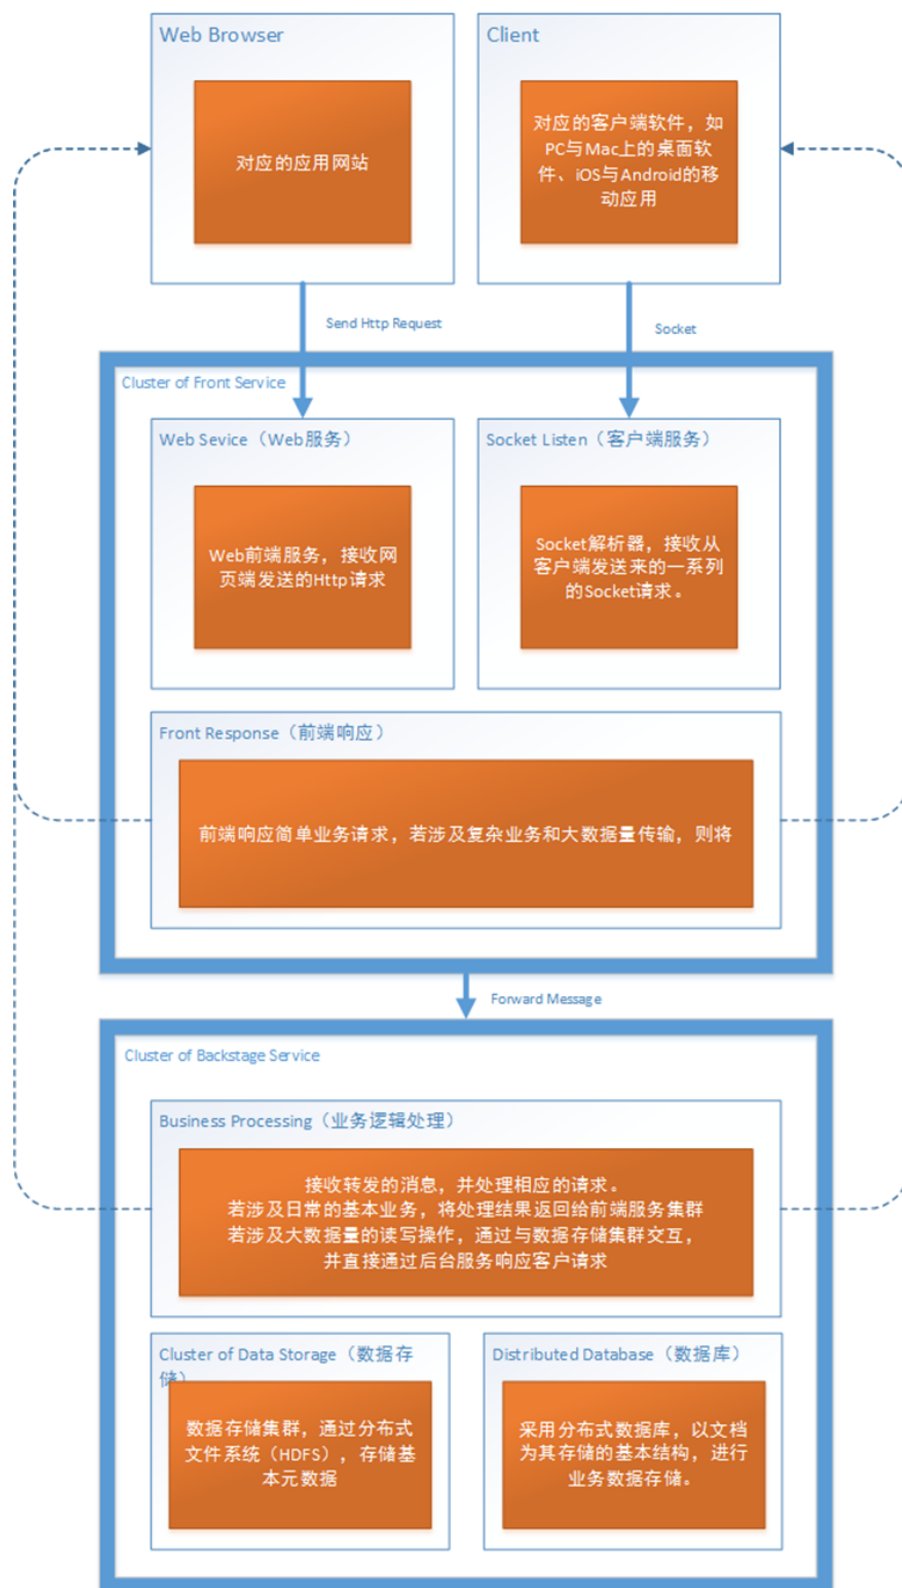 Web Browser
对应的应用网站
Client
对应的客户端软件，如
PC与Mac上的桌面软
件、iOS与Android的移
动应用
Send Http Request
Socket
Cluster of Front Service
Web Sevice（Web服务）
Web前端服务，接收网
页端发送的Http请求
Socket Listen（客户端服务）
Socket解析器，接收从
客户端发送来的一系列
的Socket请求。
Front Response（前端响应）
前端响应简单业务请求，若涉及复杂业务和大数据量传输，则将
Forward Message
Cluster of Backstage Service
Business Processing（业务逻辑处理）
接收转发的消息，并处理相应的请求。
若涉及日常的基本业务，将处理结果返回给前端服务集群
若涉及大数据量的读写操作，通过与数据存储集群交互，
并直接通过后台服务响应客户请求
Cluster of Data Storage（数据存
储）
数据存储集群，通过分布式
文件系统（HDFS），存储基
本元数据
Distributed Database（数据库）
采用分布式数据库，以文档
为其存储的基本结构，进行
业务数据存储。